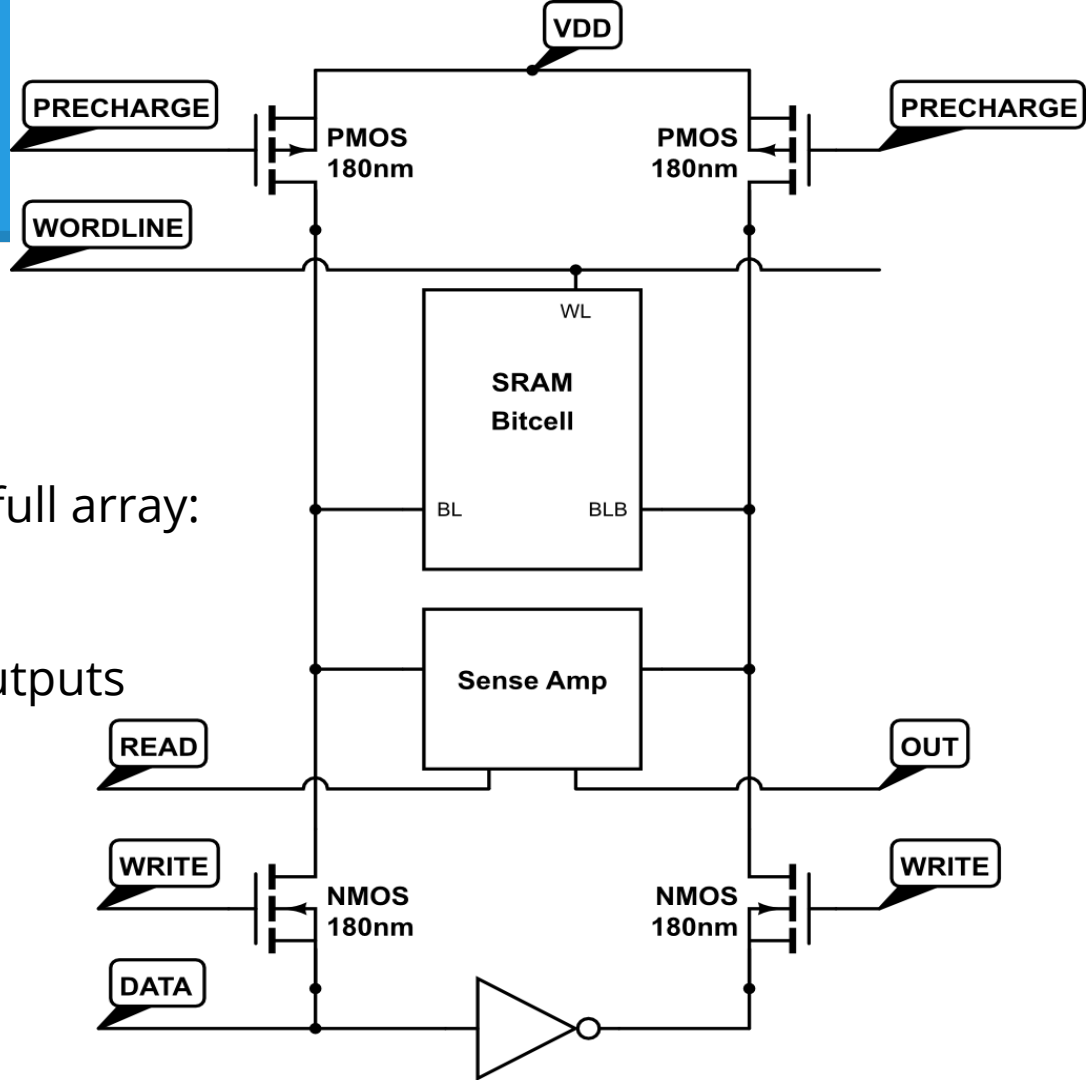 VDD
PRECHARGE
PRECHARGE
PMOS
180nm
PMOS
180nm
WORDLINE
WL
SRAM
Bitcell
full array:
BL
BLB
Sense Amp
READ
OUT
WRITE
WRITE
NMOS
180nm
NMOS
180nm
DATA